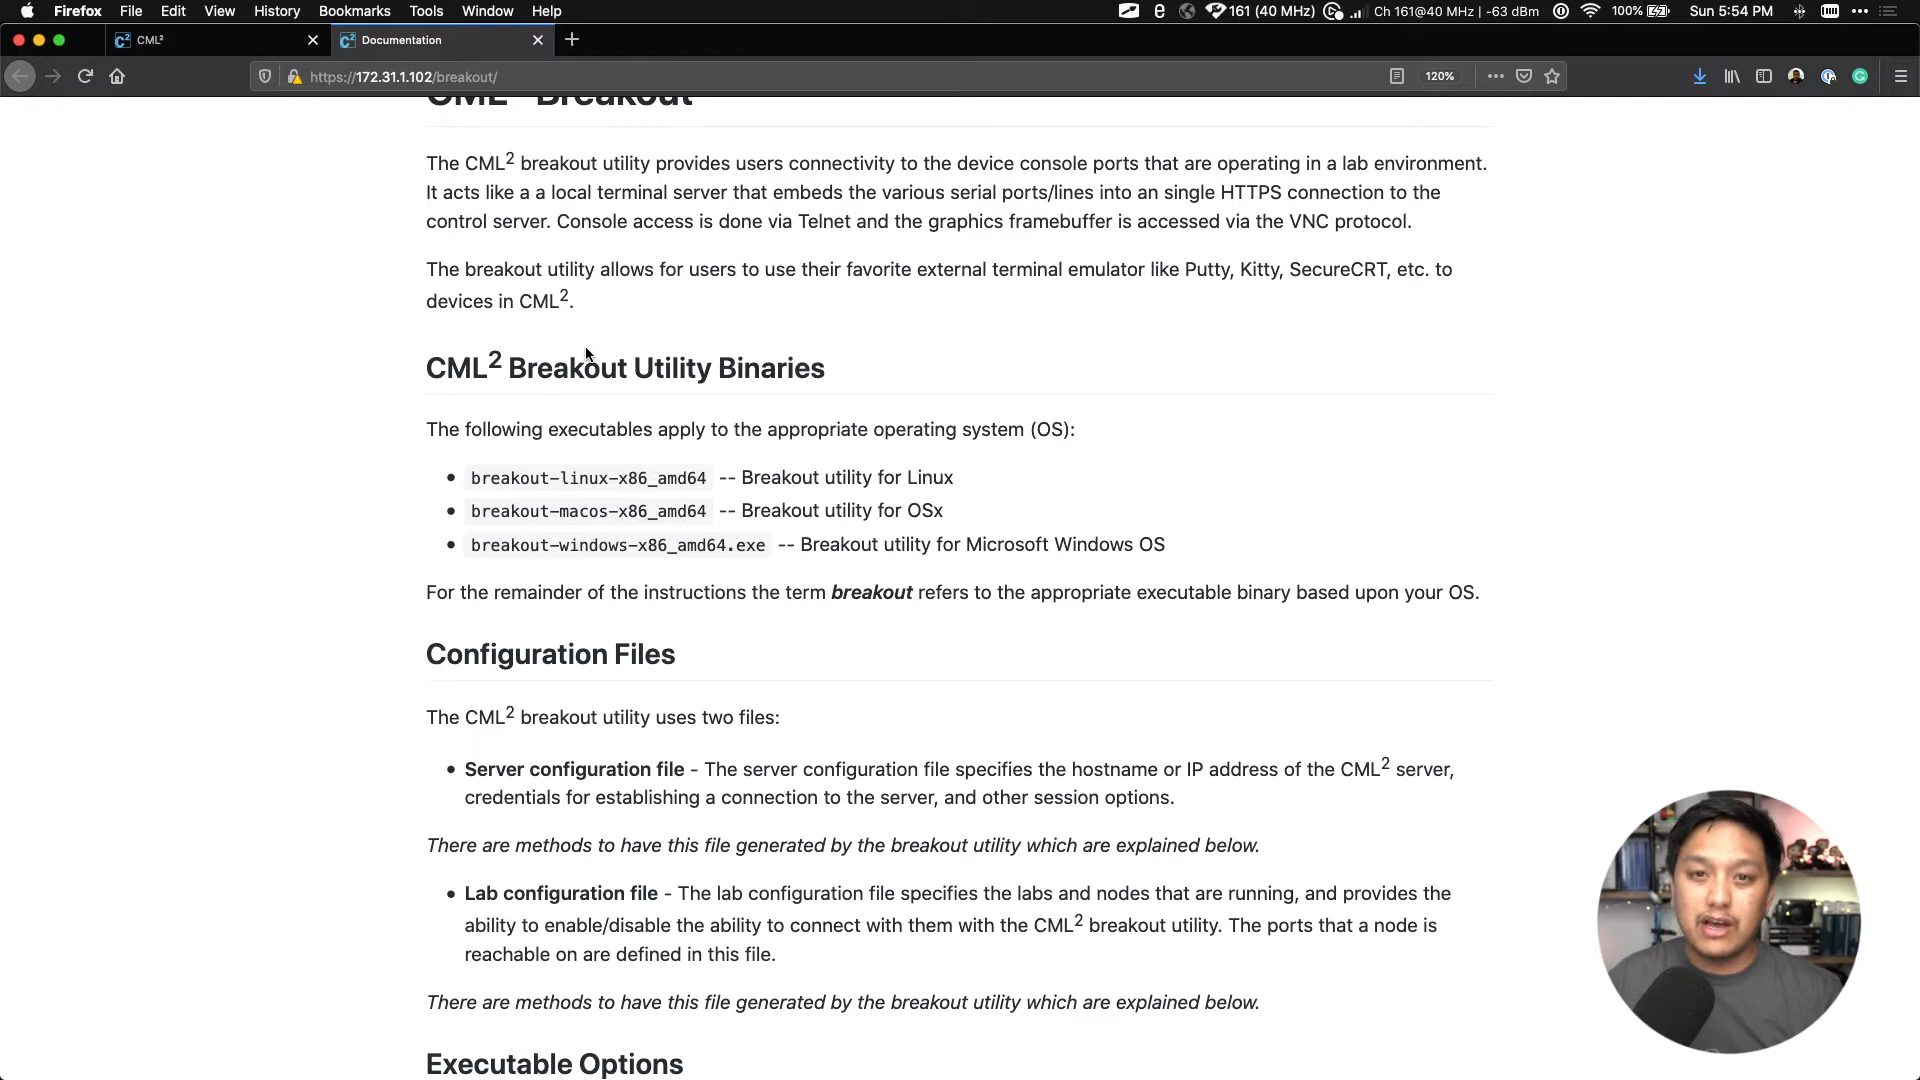 Firefox File Edit View History Bookmarks Tools Window Help 161 (40 MHz) Ch 161@40 MHz | -63 dBm 100% Sun 5:54 PM
CML² Documentation
https://172.31.1.102/breakout/ 120%
CML² Breakout
The CML² breakout utility provides users connectivity to the device console ports that are operating in a lab environment.
It acts like a a local terminal server that embeds the various serial ports/lines into an single HTTPS connection to the
control server. Console access is done via Telnet and the graphics framebuffer is accessed via the VNC protocol.
The breakout utility allows for users to use their favorite external terminal emulator like Putty, Kitty, SecureCRT, etc. to
devices in CML².
CML² Breakout Utility Binaries
The following executables apply to the appropriate operating system (OS):
• breakout-linux-x86_amd64 -- Breakout utility for Linux
• breakout-macos-x86_amd64 -- Breakout utility for OSx
• breakout-windows-x86_amd64.exe -- Breakout utility for Microsoft Windows OS
For the remainder of the instructions the term breakout refers to the appropriate executable binary based upon your OS.
Configuration Files
The CML² breakout utility uses two files:
• Server configuration file - The server configuration file specifies the hostname or IP address of the CML² server,
credentials for establishing a connection to the server, and other session options.
There are methods to have this file generated by the breakout utility which are explained below.
• Lab configuration file - The lab configuration file specifies the labs and nodes that are running, and provides the
ability to enable/disable the ability to connect with them with the CML² breakout utility. The ports that a node is
reachable on are defined in this file.
There are methods to have this file generated by the breakout utility which are explained below.
Executable Options